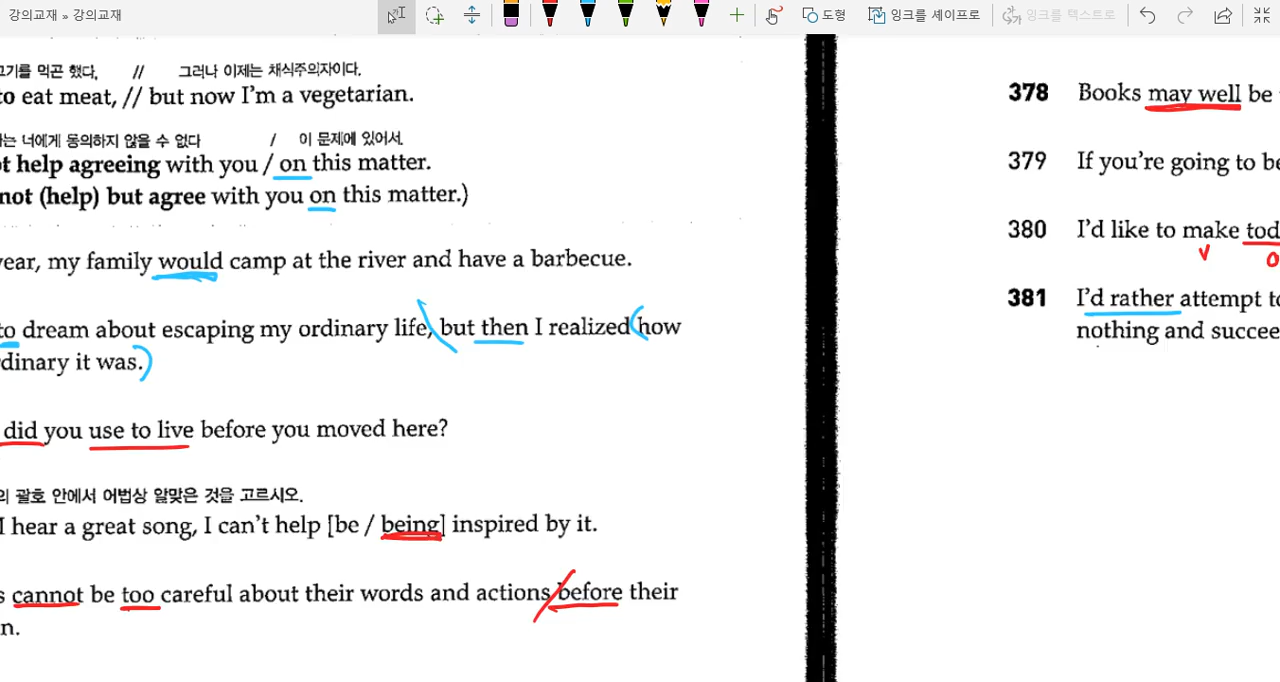 강의교재 » 강의교재
도형
잉크를 셰이프로
잉크를 텍스트로
고기를 먹곤 했다, // 그러나 이제는 채식주의자이다.
to eat meat, // but now I'm a vegetarian.
하는 너에게 동의하지 않을 수 없다 / 이 문제에 있어서.
help agreeing with you / on this matter.
not (help) but agree with you on this matter.)
year, my family would camp at the river and have a barbecue.
to dream about escaping my ordinary life, but then I realized how
dinary it was.
did you use to live before you moved here?
괄호 안에서 어법상 알맞은 것을 고르시오.
I hear a great song, I can't help [be / being] inspired by it.
s cannot be too careful about their words and actions before their
n.
378 Books may well be
379 If you're going to be
380 I'd like to make tod
v o
381 I'd rather attempt to
nothing and succee